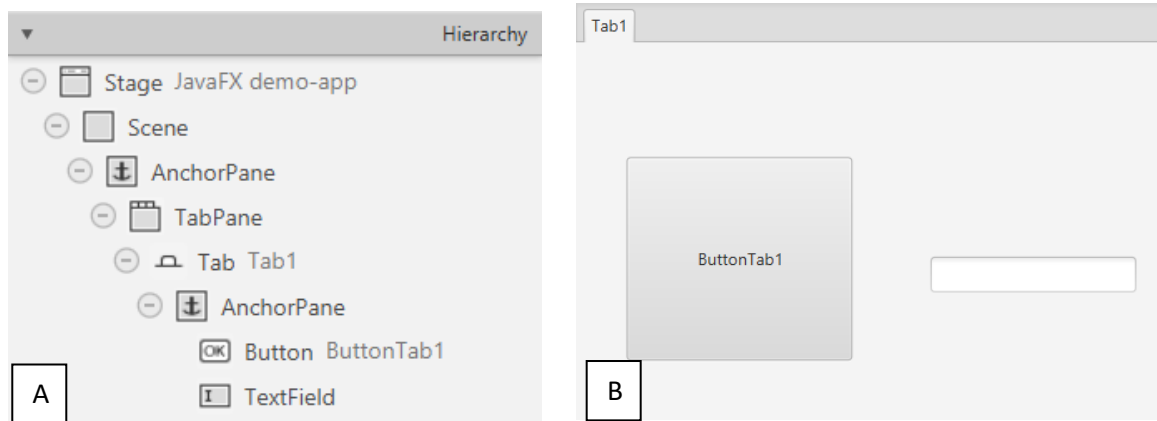 Hierarchy
Stage JavaFX demo-app
Scene
AnchorPane
TabPane
Tab Tab1
AnchorPane
OK Button ButtonTab1
I TextField
A
Tab1
ButtonTab1
B